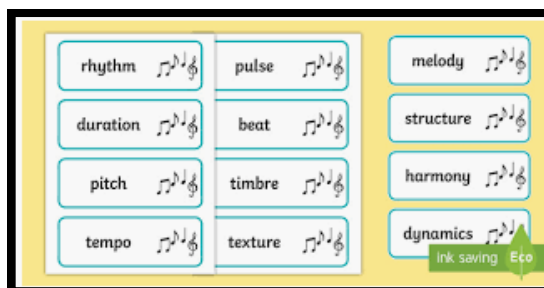 rhythm
duration
pitch
tempo
pulse
beat
timbre
texture
melody
structure
harmony
dynamics
ink saving
Eco